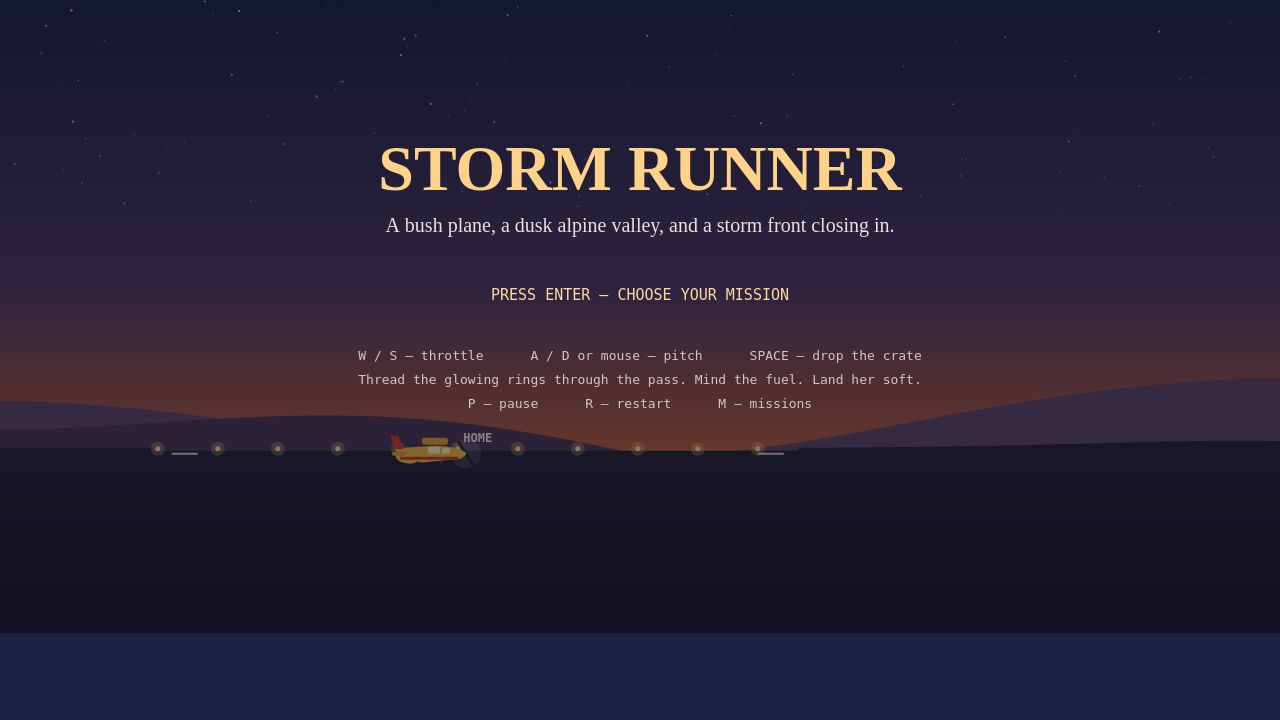 STORM RUNNER
A bush plane, a dusk alpine valley, and a storm front closing in.
PRESS ENTER — CHOOSE YOUR MISSION
W / S — throttle      A / D or mouse — pitch      SPACE — drop the crate
Thread the glowing rings through the pass. Mind the fuel. Land her soft.
P — pause      R — restart      M — missions
HOME